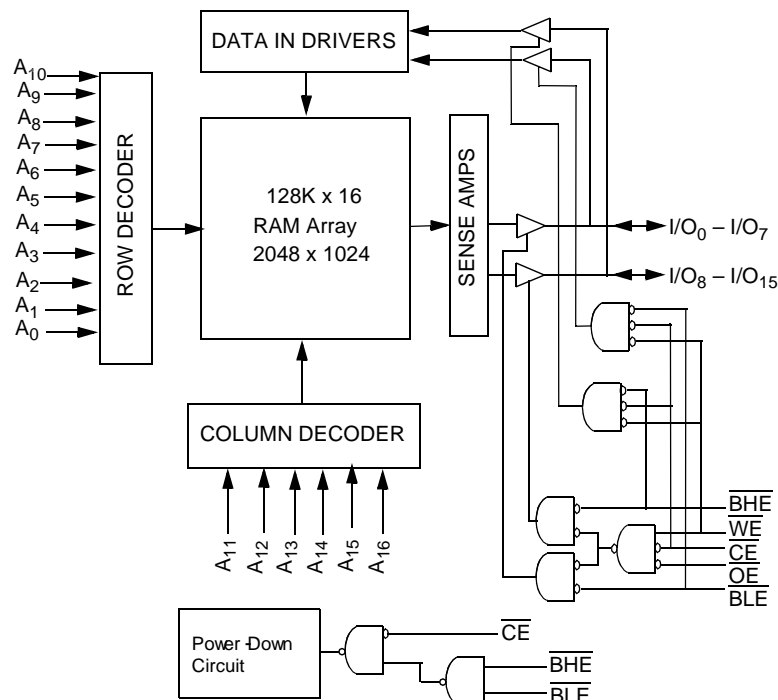 DATA IN DRIVERS
A10
A9
A8
A7
A6
A5
A4
A3
A2
A1
A0
ROW DECODER
128K x 16
RAM Array
2048 x 1024
SENSE AMPS
I/O0 – I/O7
I/O8 – I/O15
COLUMN DECODER
A11
A12
A13
A14
A15
A16
BHE
WE
CE
OE
BLE
Power-Down
Circuit
CE
BHE
BLE